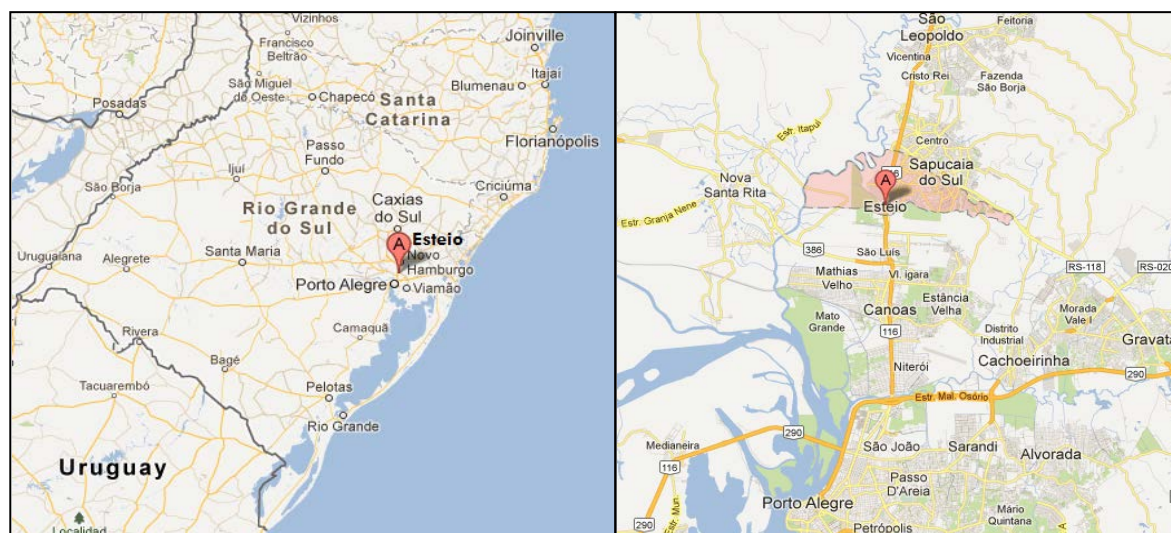 Vizinhos
Joinville
Francisco
Beltrão
Itajaí
Blumenau
São Miguel
do Oeste
Chapecó
Santa
Catarina
Posadas
Florianópolis
Passo
Fundo
Ijuí
Criciúma
São Borja
Caxias
do Sul
Rio Grande
do Sul
A
Esteio
Santa Maria
Novo
Hamburgo
Uruguaiana
Alegrete
Porto Alegre
Viamão
Camaquã
Rivera
Bagé
Tacuarembó
Pelotas
Rio Grande
Uruguay
Localidad
São
Leopoldo
Feitoria
Vicentina
Cristo Rei
Fazenda
São Borja
Estr. Itapuí
Centro
Sapucaia
do Sul
Nova
Santa Rita
A
Esteio
Estr. Granja Nene
386
São Luís
Mathias
Velho
Vl. igara
RS-118
RS-020
Canoas
Estância
Velha
Mato
Grande
Morada
Vale I
116
Distrito
Industrial
Gravata
Cachoeirinha
Niterói
290
Estr. Mal. Osório
290
Medianeira
116
São João
Sarandi
Alvorada
Passo
D'Areia
Porto Alegre
Estr. Mun.
Mário
Quintana
290
Petrópolis